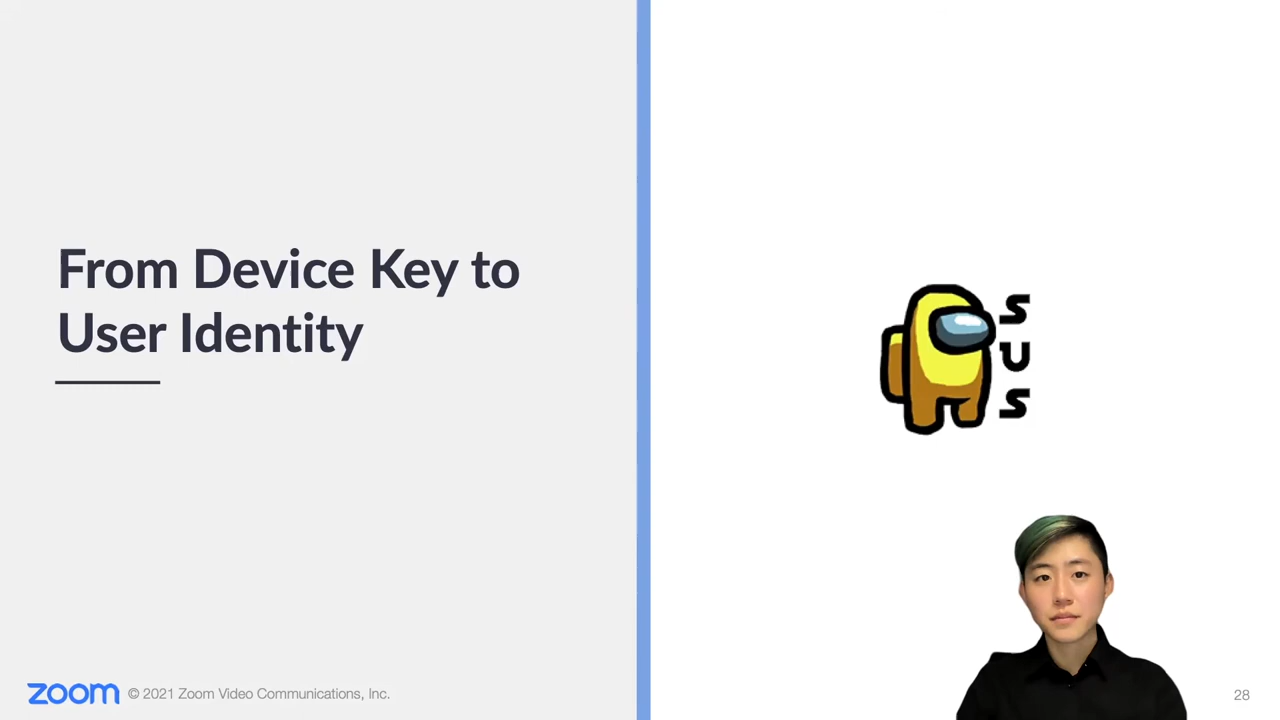 From Device Key to
User Identity
S
U
S
zoom © 2021 Zoom Video Communications, Inc.
28